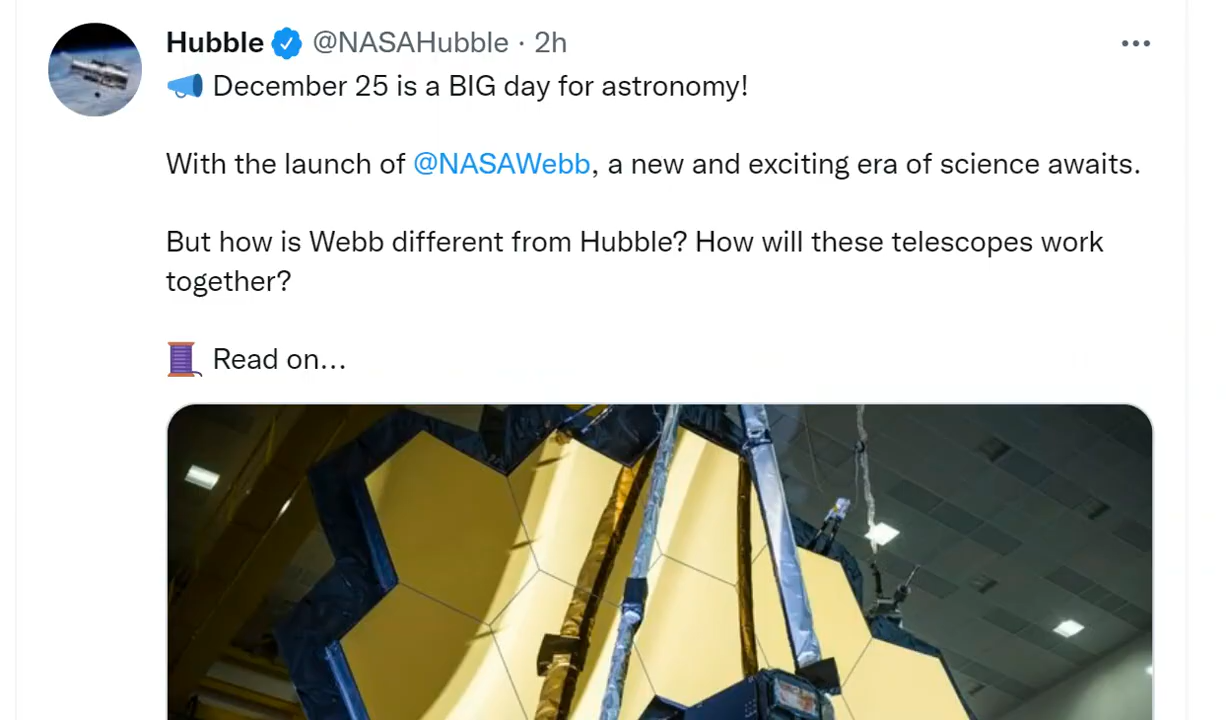 Hubble @NASAHubble · 2h
📣 December 25 is a BIG day for astronomy!
With the launch of @NASAWebb, a new and exciting era of science awaits.
But how is Webb different from Hubble? How will these telescopes work
together?
🧵 Read on…